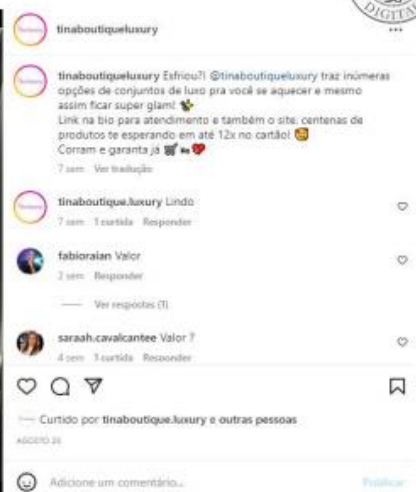 DIGITAL
tinaboutiqueluxury
tinaboutiqueluxury Esfriou?! @tinaboutiqueluxury traz inúmeras
opções de conjuntos de luxo pra você se aquecer e mesmo
assim ficar super glam!
Link na bio para atendimento e também o site, centenas de
produtos te esperando em até 12x no cartão!
Corram e garanta já
7 sem Ver tradução
tinaboutique.luxury Lindo
7 sem 1 curtida Responder
fabioraian Valor
2 sem Responder
Ver respostas (1)
saraah.cavalcantee Valor ?
4 sem 1 curtida Responder
Curtido por tinaboutique.luxury e outras pessoas
AGOSTO 20
Adicione um comentário...
Publicar